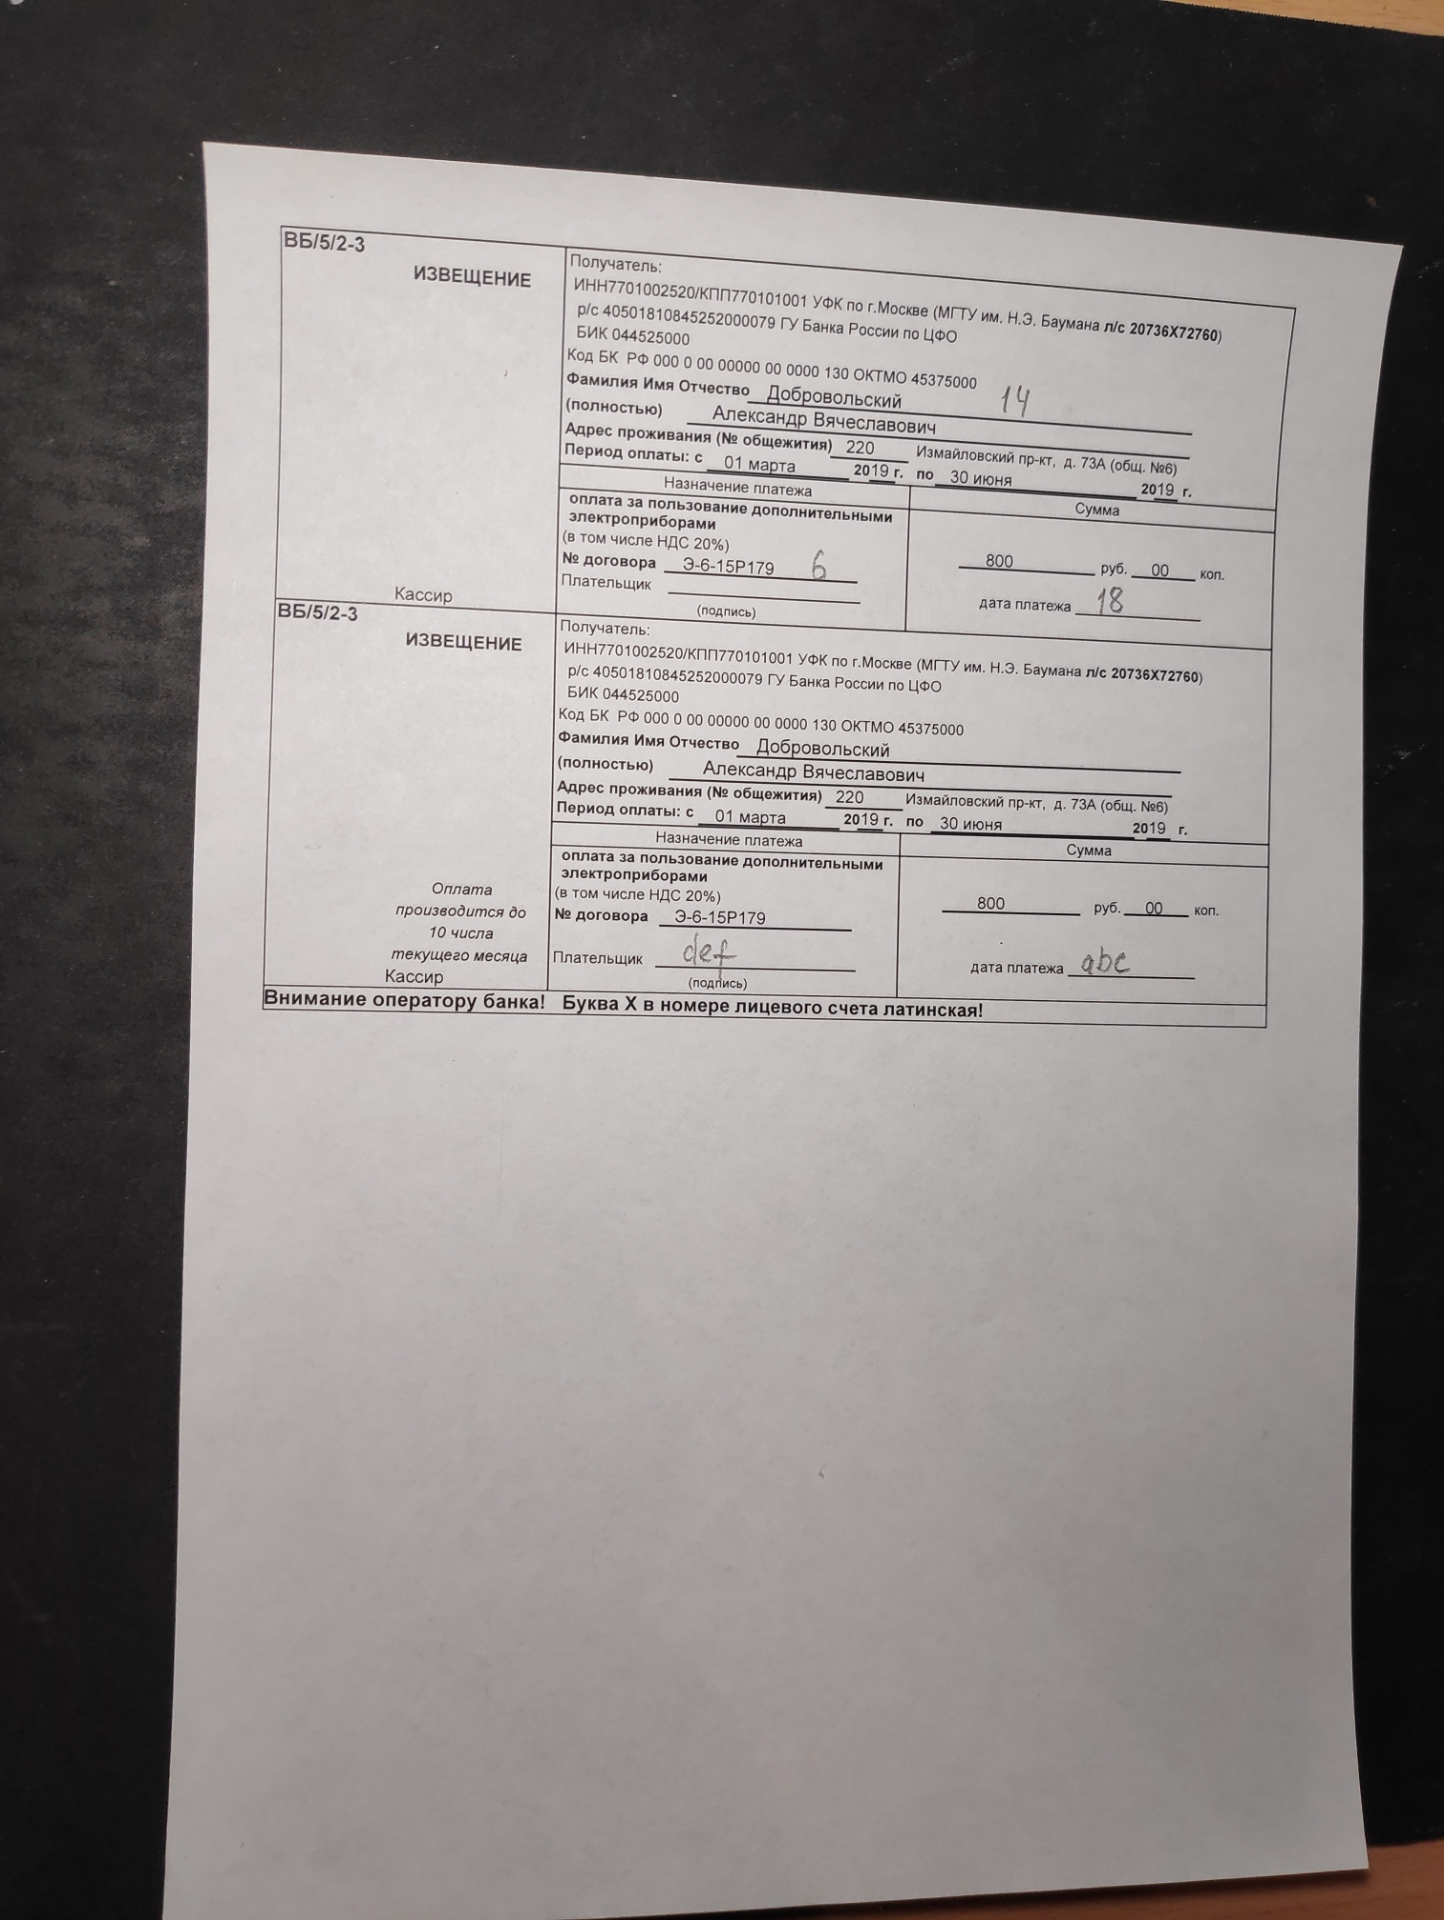 ВБ/5/2-3
ИЗВЕЩЕНИЕ
Кассир
Получатель:
ИНН7701002520/КПП770101001 УФК по г.Москве (МГТУ им. Н.Э. Баумана л/с 20736Х72760)
р/с 40501810845252000079 ГУ Банка России по ЦФО
БИК 044525000
Код БК РФ 000 0 00 00000 00 0000 130 ОКТМО 45375000
Фамилия Имя Отчество Добровольский 14
(полностью) Александр Вячеславович
Адрес проживания (№ общежития) 220 Измайловский пр-кт, д. 73А (общ. №6)
Период оплаты: с 01 марта 2019 г. по 30 июня 2019 г.
Назначение платежа Сумма
оплата за пользование дополнительными
электроприборами
(в том числе НДС 20%)
№ договора Э-6-15Р179 6 800 руб. 00 коп.
Плательщик дата платежа 18
(подпись)
ВБ/5/2-3
ИЗВЕЩЕНИЕ
Оплата
производится до
10 числа
текущего месяца
Кассир
Получатель:
ИНН7701002520/КПП770101001 УФК по г.Москве (МГТУ им. Н.Э. Баумана л/с 20736Х72760)
р/с 40501810845252000079 ГУ Банка России по ЦФО
БИК 044525000
Код БК РФ 000 0 00 00000 00 0000 130 ОКТМО 45375000
Фамилия Имя Отчество Добровольский
(полностью) Александр Вячеславович
Адрес проживания (№ общежития) 220 Измайловский пр-кт, д. 73А (общ. №6)
Период оплаты: с 01 марта 2019 г. по 30 июня 2019 г.
Назначение платежа Сумма
оплата за пользование дополнительными
электроприборами
(в том числе НДС 20%)
№ договора Э-6-15Р179 800 руб. 00 коп.
Плательщик def дата платежа abc
(подпись)
Внимание оператору банка! Буква Х в номере лицевого счета латинская!